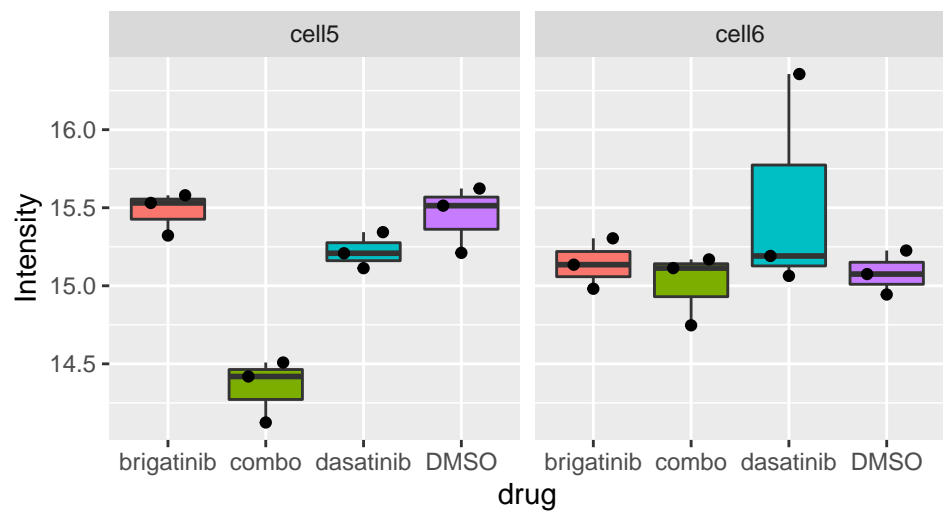 cell5 cell6
Intensity
16.0
15.5
15.0
14.5
brigatinib combo dasatinib DMSO brigatinib combo dasatinib DMSO
drug